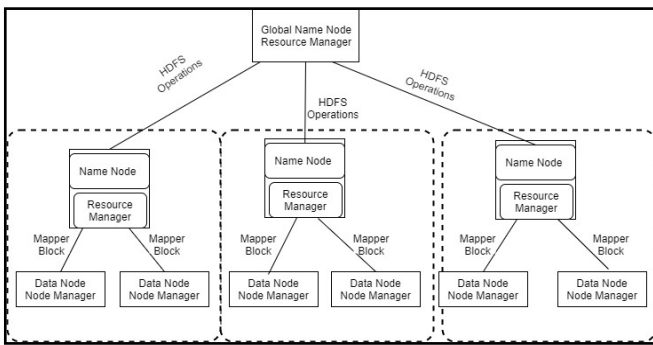 Global Name Node
Resource Manager
HDFS
Operations
HDFS
Operations
HDFS
Operations
Name Node
Resource
Manager
Name Node
Resource
Manager
Name Node
Resource
Manager
Mapper
Block
Mapper
Block
Mapper
Block
Mapper
Block
Mapper
Block
Mapper
Block
Data Node
Node Manager
Data Node
Node Manager
Data Node
Node Manager
Data Node
Node Manager
Data Node
Node Manager
Data Node
Node Manager